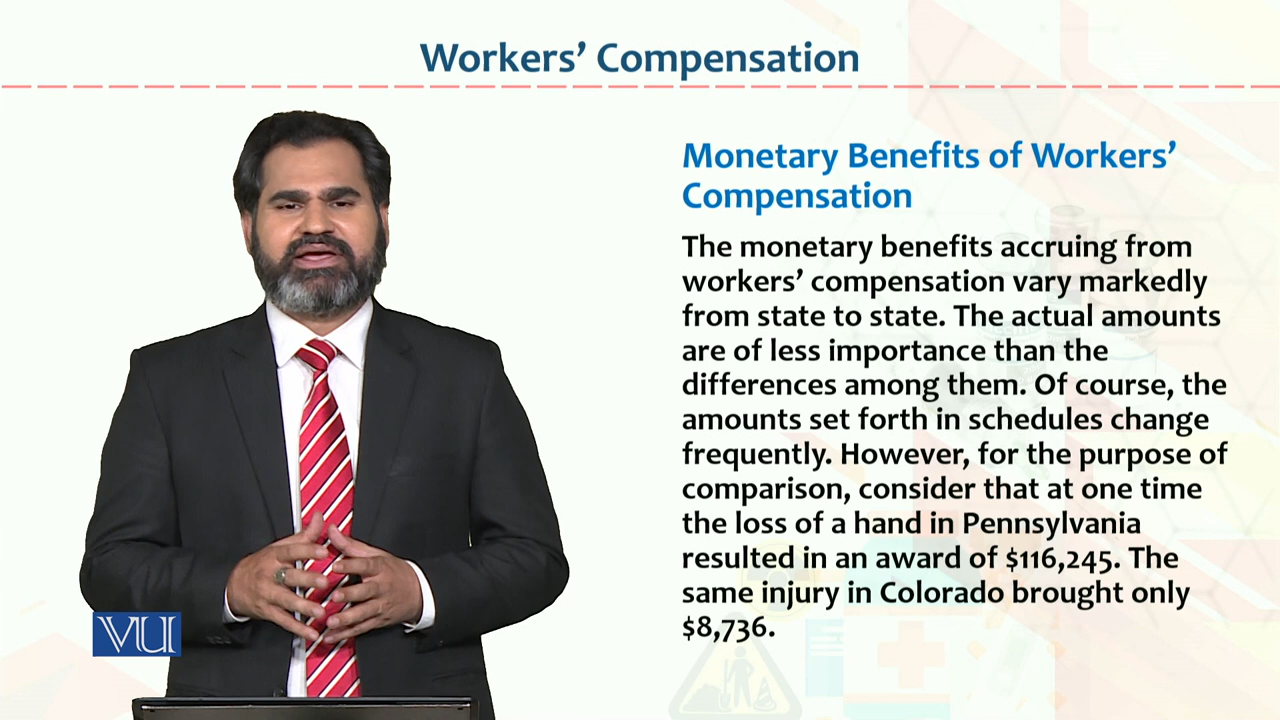 Workers’ Compensation
Monetary Benefits of Workers’
Compensation
The monetary benefits accruing from
workers’ compensation vary markedly
from state to state. The actual amounts
are of less importance than the
differences among them. Of course, the
amounts set forth in schedules change
frequently. However, for the purpose of
comparison, consider that at one time
the loss of a hand in Pennsylvania
resulted in an award of $116,245. The
same injury in Colorado brought only
$8,736.
VU